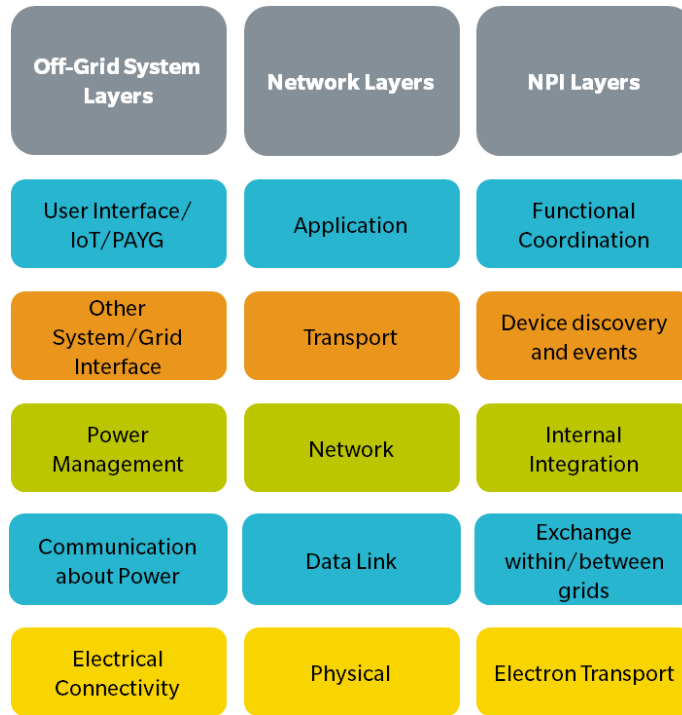 Off-Grid System
Layers
Network Layers
NPI Layers
User Interface/
IoT/PAYG
Application
Functional
Coordination
Other
System/Grid
Interface
Transport
Device discovery
and events
Power
Management
Network
Internal
Integration
Communication
about Power
Data Link
Exchange
within/between
grids
Electrical
Connectivity
Physical
Electron Transport